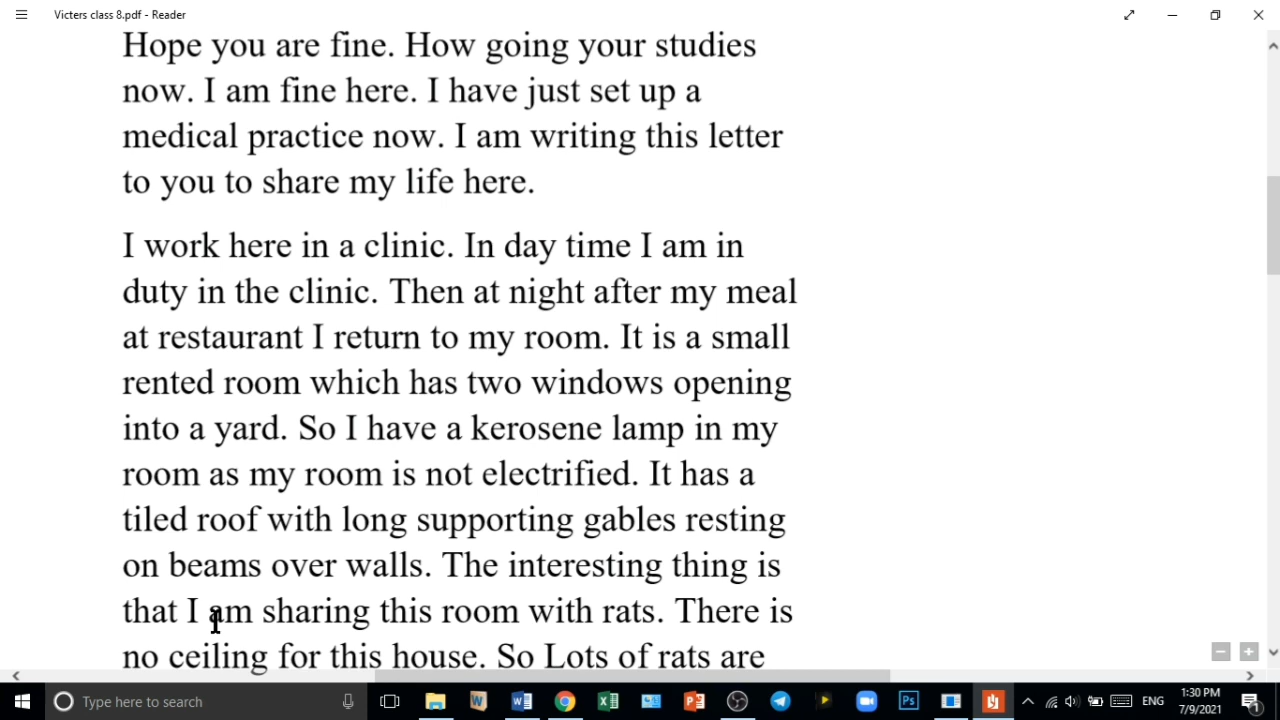 Victers class 8.pdf - Reader
Hope you are fine. How going your studies
now. I am fine here. I have just set up a
medical practice now. I am writing this letter
to you to share my life here.
I work here in a clinic. In day time I am in
duty in the clinic. Then at night after my meal
at restaurant I return to my room. It is a small
rented room which has two windows opening
into a yard. So I have a kerosene lamp in my
room as my room is not electrified. It has a
tiled roof with long supporting gables resting
on beams over walls. The interesting thing is
that I am sharing this room with rats. There is
no ceiling for this house. So Lots of rats are
Type here to search
ENG
1:30 PM
7/9/2021